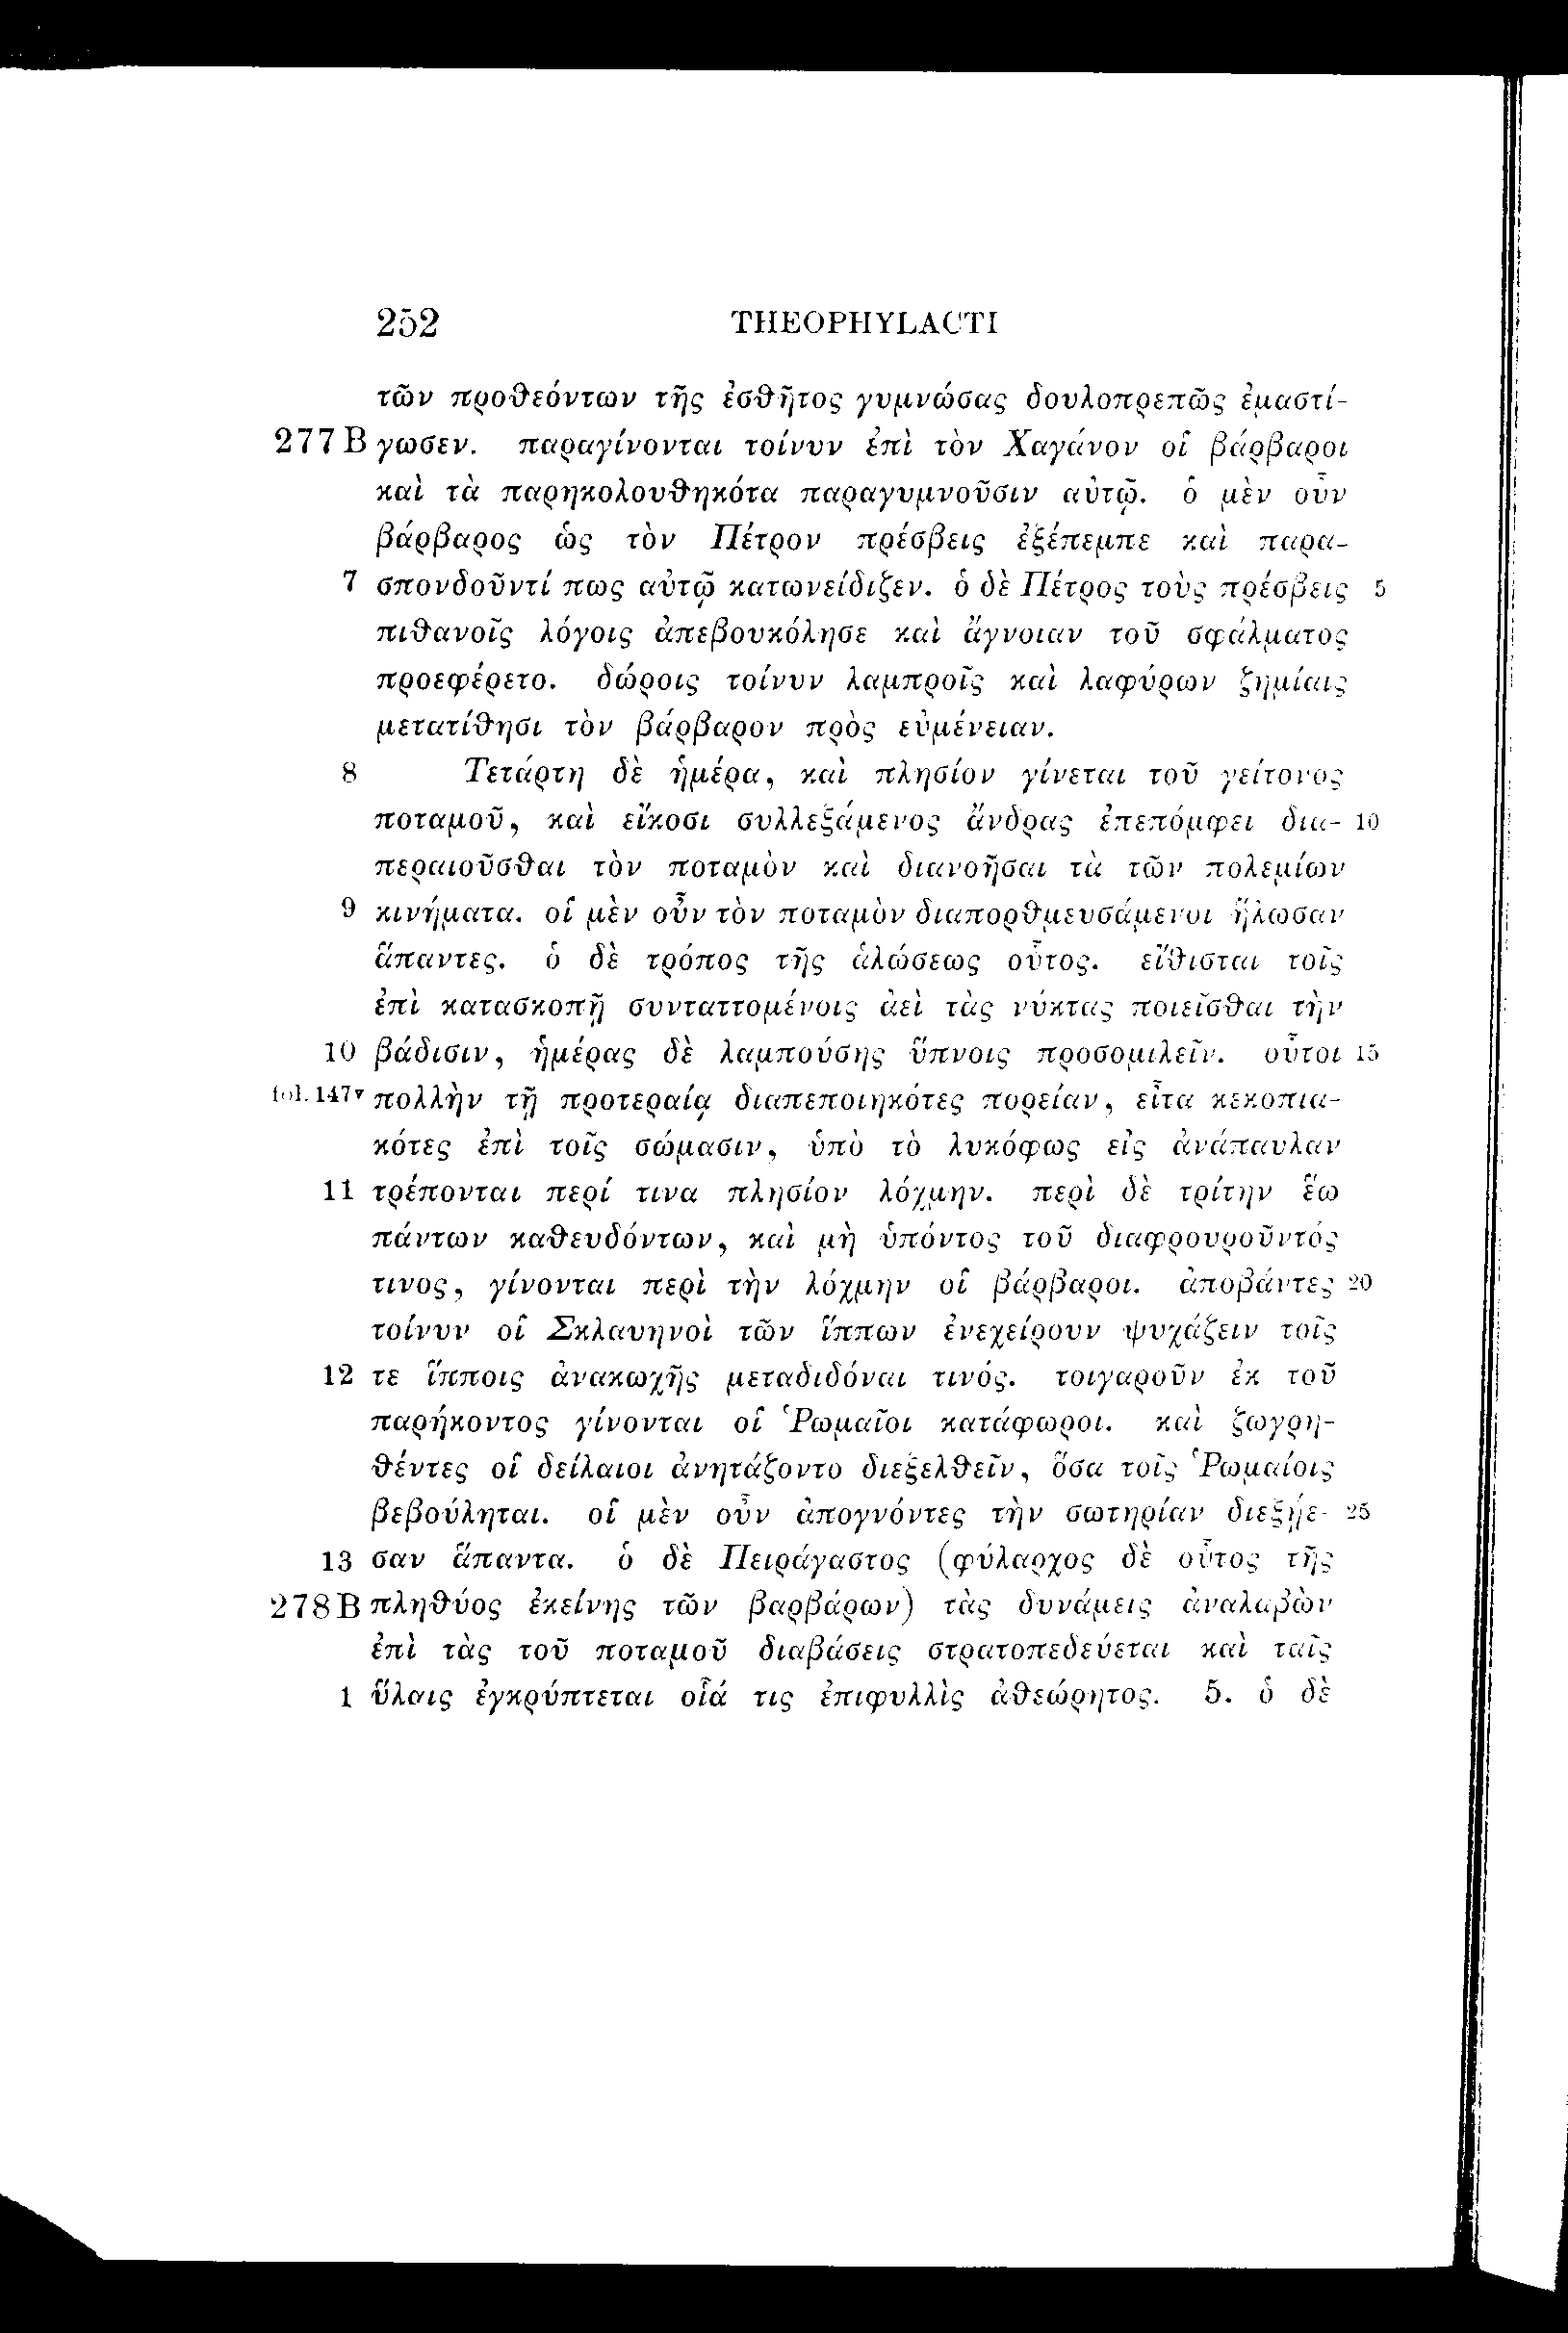 252 THEOPHYLACTI
τῶν προθεόντων τῆς ἐσθῆτος γυμνώσας δουλοπρεπῶς ἐμαστί-
277 B γωσεν. παραγίνονται τοίνυν ἐπὶ τὸν Χαγάνον οἱ βάρβαροι
καὶ τὰ παρηκολουθηκότα παραγυμνοῦσιν αὐτῷ. ὁ μὲν οὖν
βάρβαρος ὡς τὸν Πέτρον πρέσβεις ἐξέπεμπε καὶ παρα-
7 σπονδοῦντί πως αὐτῷ κατωνείδιζεν. ὁ δὲ Πέτρος τοὺς πρέσβεις 5
πιθανοῖς λόγοις ἀπεβουκόλησε καὶ ἄγνοιαν τοῦ σφάλματος
προεφέρετο. δώροις τοίνυν λαμπροῖς καὶ λαφύρων ζημίαις
μετατίθησι τὸν βάρβαρον πρὸς εὐμένειαν.
8 Τετάρτη δὲ ἡμέρα, καὶ πλησίον γίνεται τοῦ γείτονος
ποταμοῦ, καὶ εἴκοσι συλλεξάμενος ἄνδρας ἐπεπόμφει δια- 10
περαιοῦσθαι τὸν ποταμὸν καὶ διανοῆσαι τὰ τῶν πολεμίων
9 κινήματα. οἱ μὲν οὖν τὸν ποταμὸν διαπορθμευσάμενοι ἥλωσαν
ἅπαντες. ὁ δὲ τρόπος τῆς ἁλώσεως οὗτος. εἴθισται τοῖς
ἐπὶ κατασκοπῇ συνταττομένοις ἀεὶ τὰς νύκτας ποιεῖσθαι τὴν
10 βάδισιν, ἡμέρας δὲ λαμπούσης ὕπνοις προσομιλεῖν. οὗτοι 15
fol. 147v πολλὴν τῇ προτεραίᾳ διαπεποιηκότες πορείαν, εἶτα κεκοπια-
κότες ἐπὶ τοῖς σώμασιν, ὑπὸ τὸ λυκόφως εἰς ἀνάπαυλαν
11 τρέπονται περί τινα πλησίον λόχμην. περὶ δὲ τρίτην ἕω
πάντων καθευδόντων, καὶ μὴ ὑπόντος τοῦ διαφρουροῦντός
τινος, γίνονται περὶ τὴν λόχμην οἱ βάρβαροι. ἀποβάντες 20
τοίνυν οἱ Σκλαυηνοὶ τῶν ἵππων ἐνεχείρουν ψυχάζειν τοῖς
12 τε ἵπποις ἀνακωχῆς μεταδιδόναι τινός. τοιγαροῦν ἐκ τοῦ
παρήκοντος γίνονται οἱ Ῥωμαῖοι κατάφωροι. καὶ ζωγρη-
θέντες οἱ δείλαιοι ἀνητάζοντο διεξελθεῖν, ὅσα τοῖς Ῥωμαίοις
βεβούληται. οἱ μὲν οὖν ἀπογνόντες τὴν σωτηρίαν διεξῄε- 25
13 σαν ἅπαντα. ὁ δὲ Πειράγαστος (φύλαρχος δὲ οὗτος τῆς
278 B πληθύος ἐκείνης τῶν βαρβάρων) τὰς δυνάμεις ἀναλαβὼν
ἐπὶ τὰς τοῦ ποταμοῦ διαβάσεις στρατοπεδεύεται καὶ ταῖς
1 ὕλαις ἐγκρύπτεται οἷά τις ἐπιφυλλὶς ἀθεώρητος. 5. ὁ δὲ